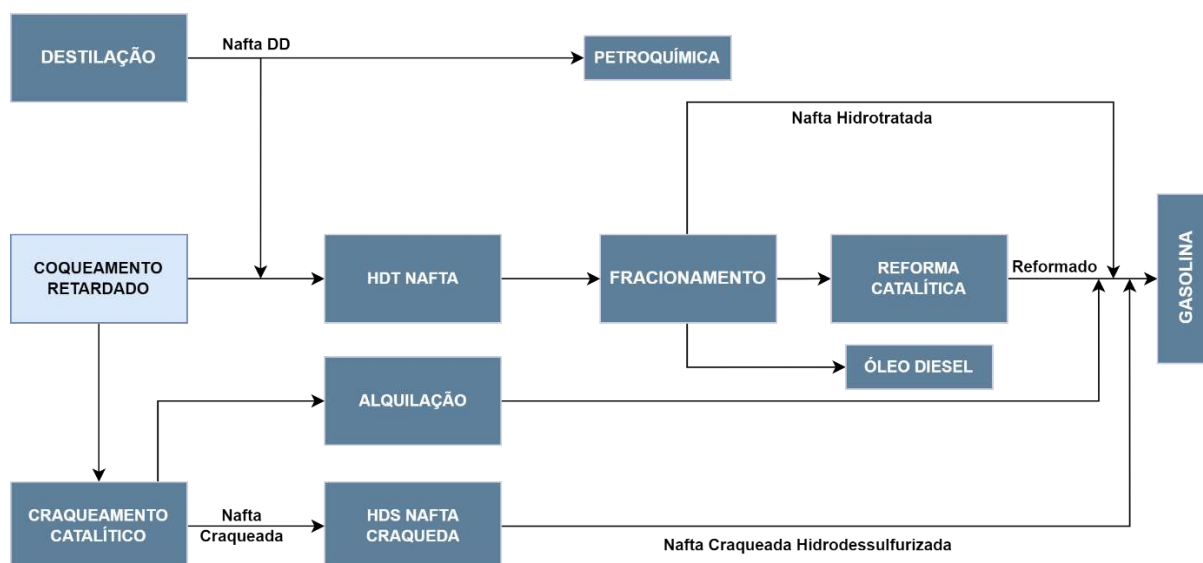 Nafta DD
DESTILAÇÃO
PETROQUÍMICA
Nafta Hidrotratada
COQUEAMENTO
RETARDADO
HDT NAFTA
FRACIONAMENTO
REFORMA
CATALÍTICA
Reformado
GASOLINA
ÓLEO DIESEL
ALQUILAÇÃO
CRAQUEAMENTO
CATALÍTICO
Nafta
Craqueada
HDS NAFTA
CRAQUEDA
Nafta Craqueada Hidrodessulfurizada